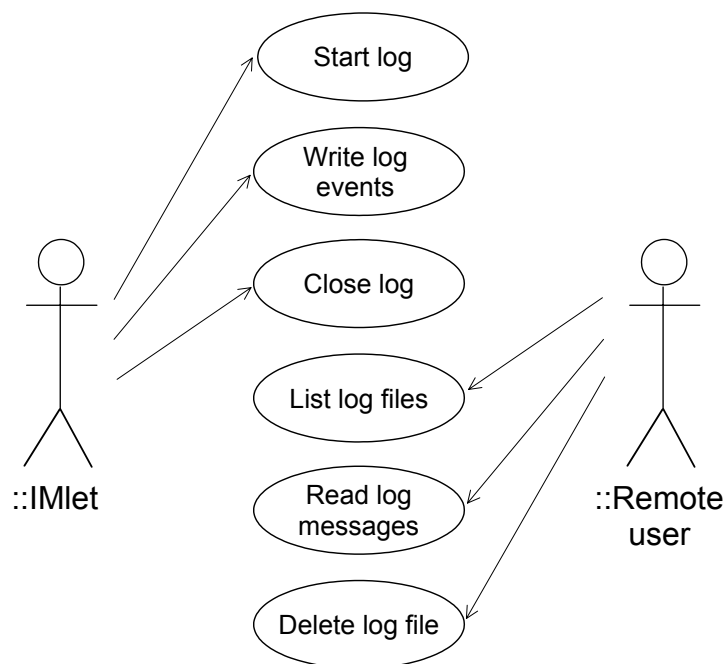 Start log
Write log
events
Close log
List log files
::IMlet
Read log
messages
::Remote
user
Delete log file